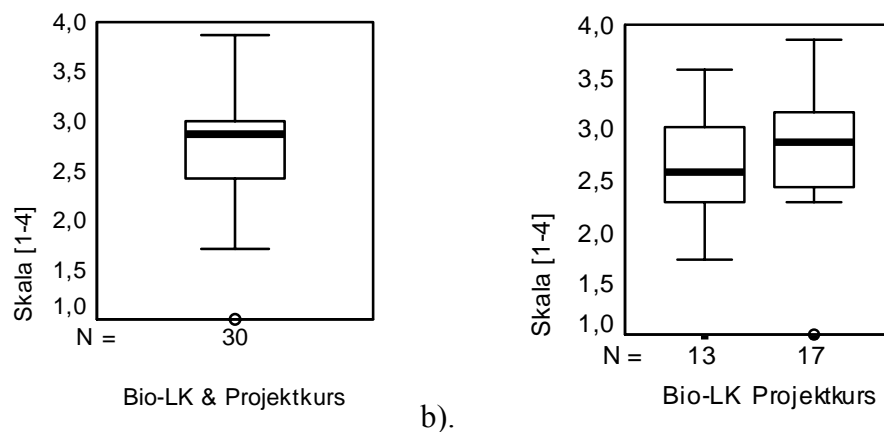 4,0
3,5
3,0
2,5
2,0
1,5
1,0
Skala [1-4]
N = 30
Bio-LK & Projektkurs
b).
4,0
3,5
3,0
2,5
2,0
1,5
1,0
Skala [1-4]
N = 13 17
Bio-LK Projektkurs